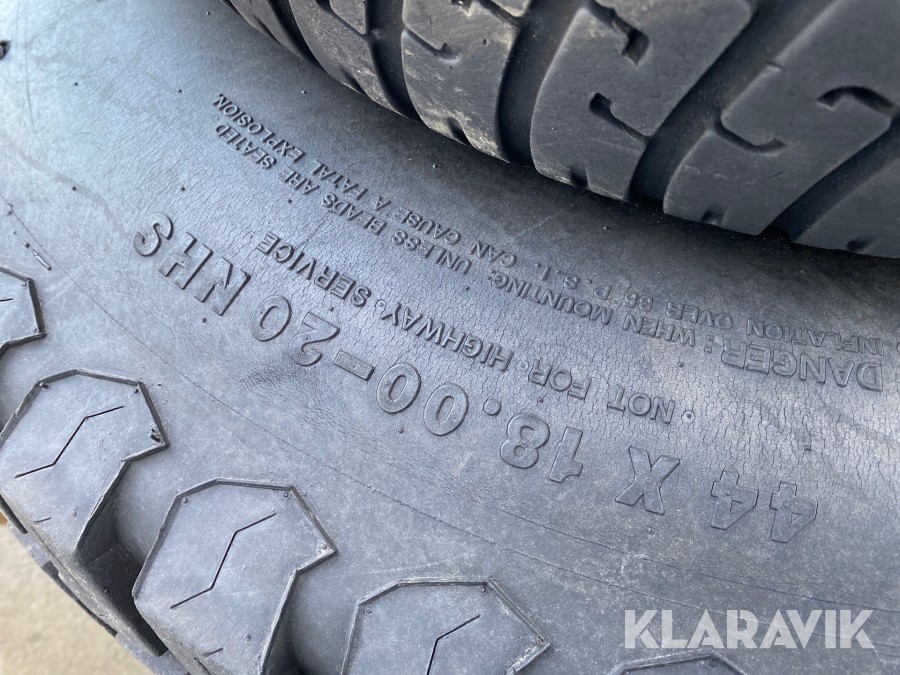 44 X 18.00-20 NHS
• NOT FOR HIGHWAY SERVICE •
DANGER: WHEN MOUNTING, UNLESS BEADS ARE SEATED
INFLATION OVER 35 P.S.I. CAN CAUSE A FATAL EXPLOSION.
KLARAVIK